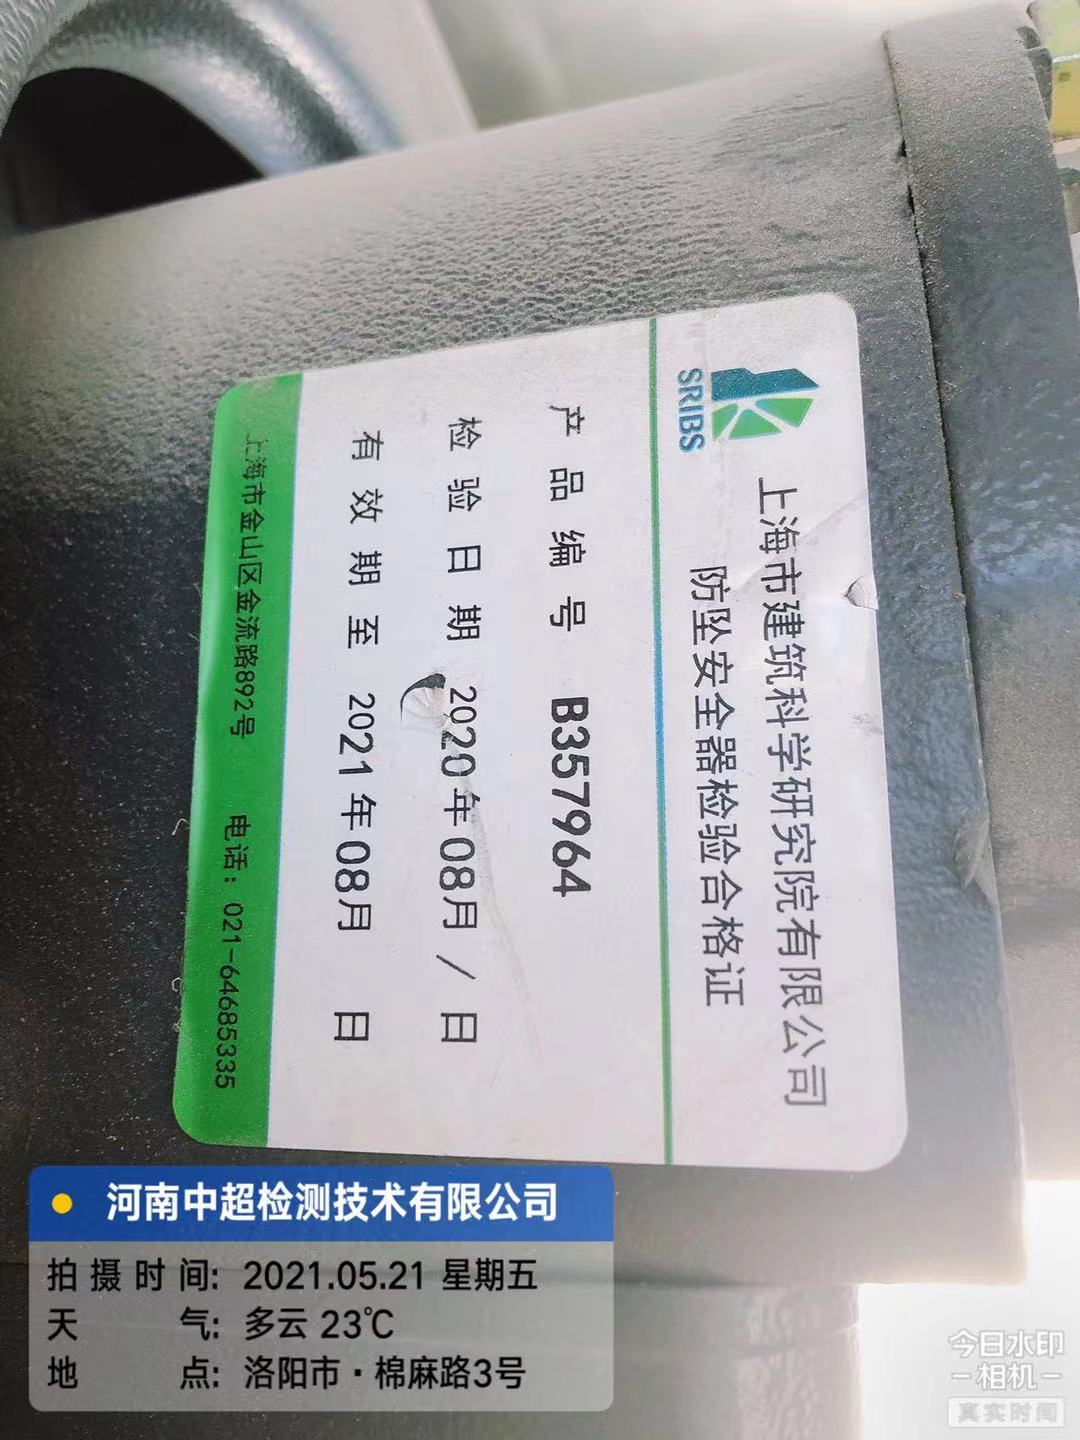 SRIBS
上海市建筑科学研究院有限公司
防坠安全器检验合格证
产品编号 B357964
检验日期 2020年08月/日
有效期至 2021年08月 日
上海市金山区金流路892号 电话：021-64685335
河南中超检测技术有限公司
拍摄时间: 2021.05.21 星期五
天气: 多云 23℃
地点: 洛阳市·棉麻路3号
今日水印
相机
真实时间